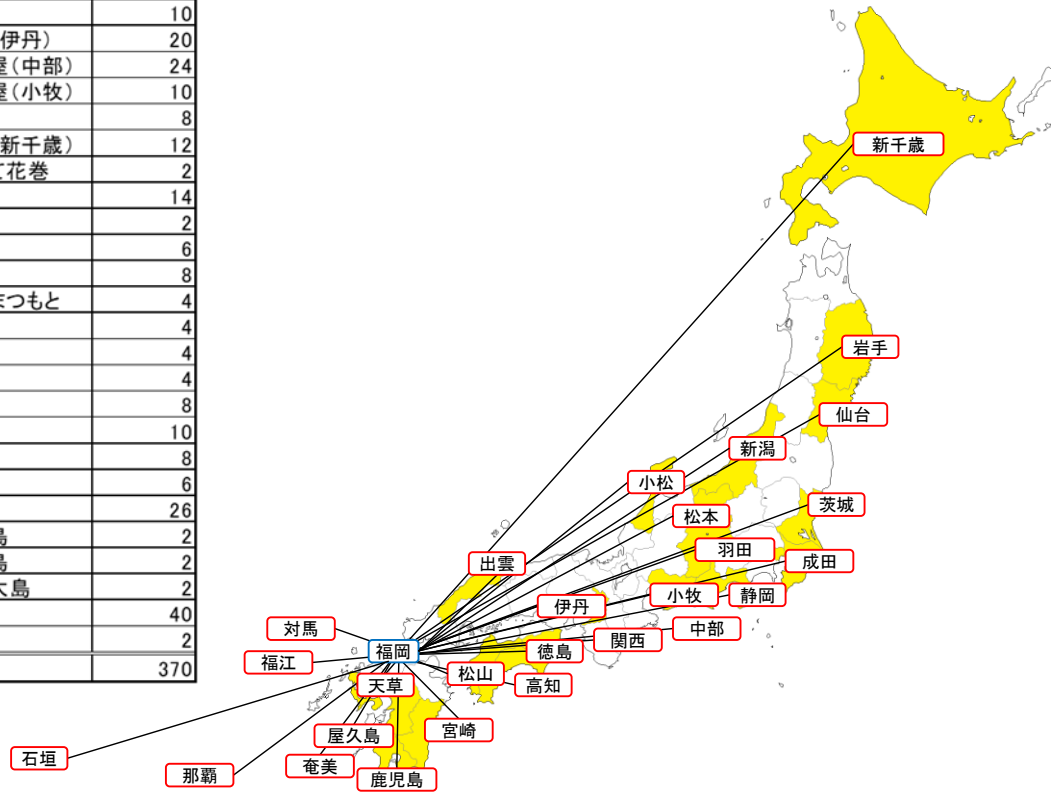 10
伊丹） 20
屋（中部） 24
屋（小牧） 10
8
新千歳） 12
て花巻 2
14
2
6
8
まつもと 4
4
4
4
8
10
8
6
26
島 2
島 2
大島 2
40
2
370
新千歳
岩手
仙台
新潟
小松
茨城
松本
羽田
成田
出雲
小牧
静岡
伊丹
対馬
中部
関西
福岡
徳島
福江
松山
天草
高知
宮崎
屋久島
石垣
奄美
那覇
鹿児島